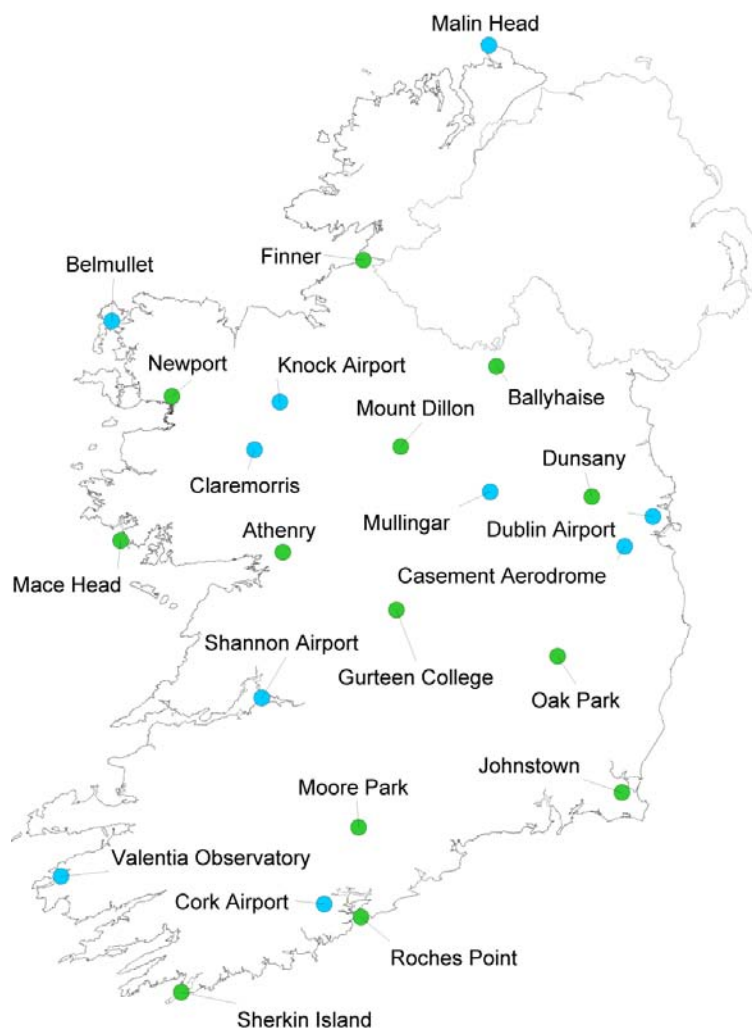 Malin Head
Finner
Belmullet
Newport
Knock Airport
Ballyhaise
Mount Dillon
Dunsany
Claremorris
Mullingar
Dublin Airport
Athenry
Mace Head
Casement Aerodrome
Shannon Airport
Gurteen College
Oak Park
Johnstown
Moore Park
Valentia Observatory
Cork Airport
Roches Point
Sherkin Island